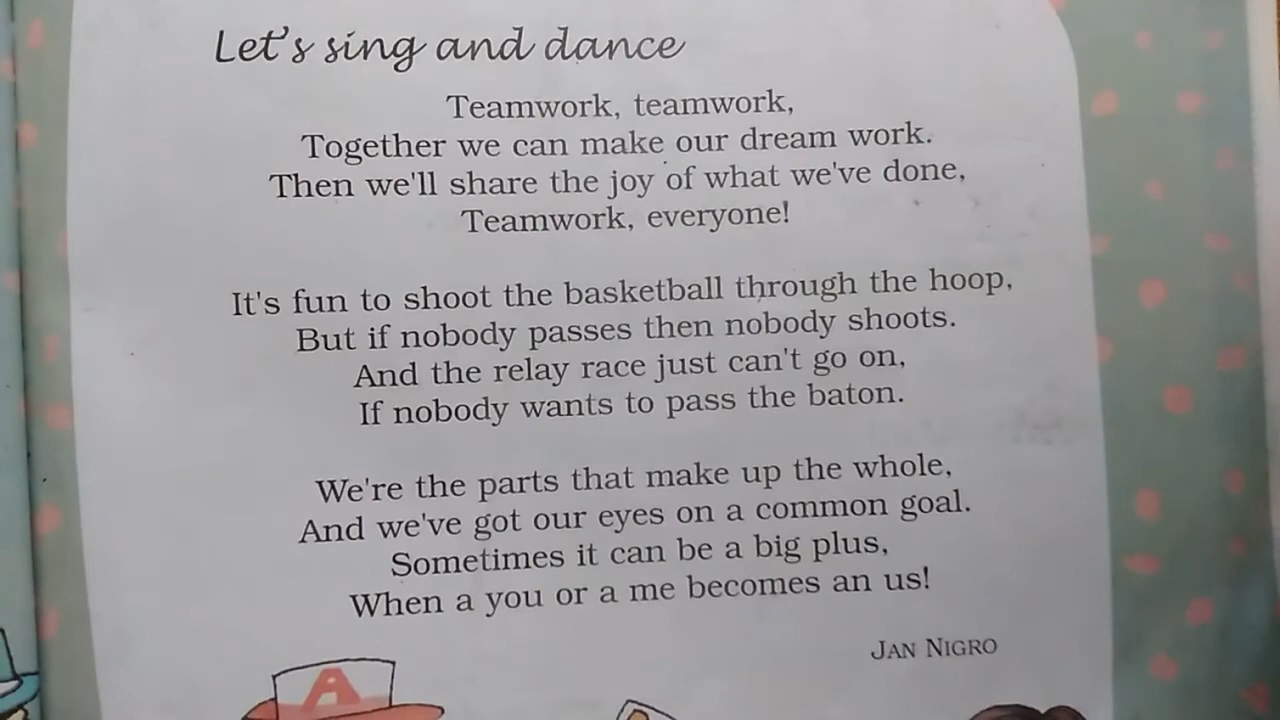 Let's sing and dance
Teamwork, teamwork,
Together we can make our dream work.
Then we'll share the joy of what we've done,
Teamwork, everyone!
It's fun to shoot the basketball through the hoop,
But if nobody passes then nobody shoots.
And the relay race just can't go on,
If nobody wants to pass the baton.
We're the parts that make up the whole,
And we've got our eyes on a common goal.
Sometimes it can be a big plus,
When a you or a me becomes an us!
JAN NIGRO
A